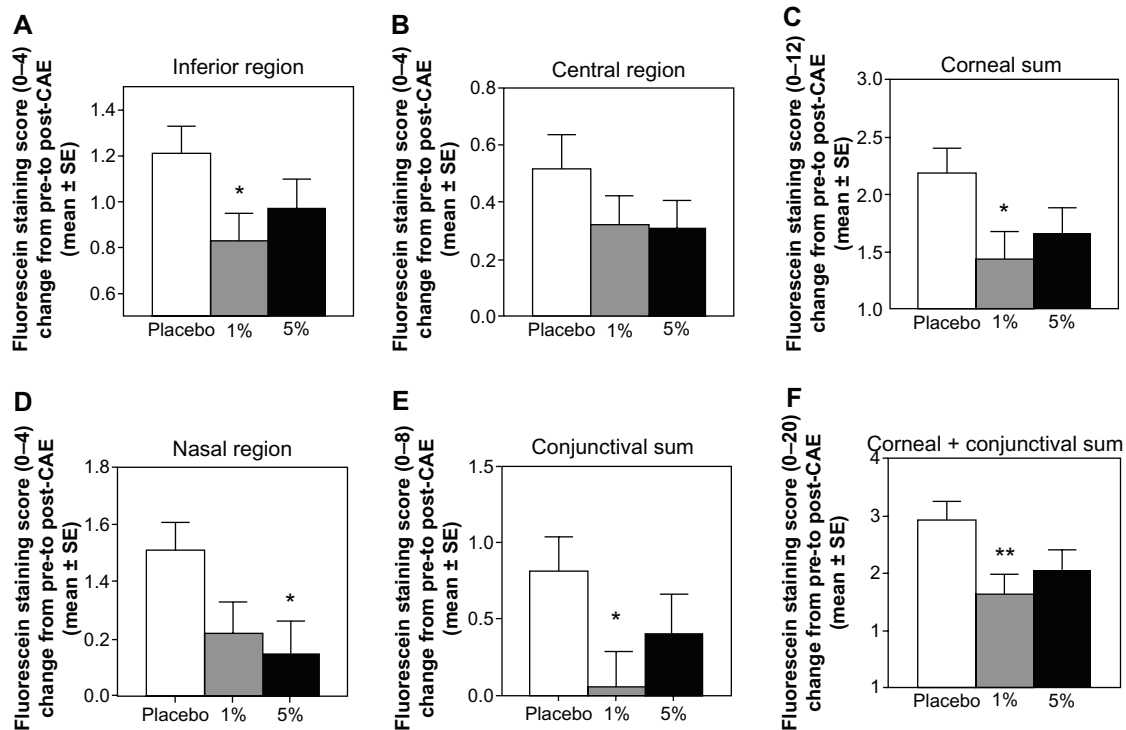 A
Fluorescein staining score (0–4)
change from pre-to post-CAE
(mean ± SE)
Inferior region
1.4
1.2
1.0
0.8
0.6
*
Placebo 1% 5%
B
Fluorescein staining score (0–4)
change from pre-to post-CAE
(mean ± SE)
Central region
0.8
0.6
0.4
0.2
0.0
Placebo 1% 5%
C
Fluorescein staining score (0–12)
change from pre-to post-CAE
(mean ± SE)
Corneal sum
3.0
2.5
2.0
1.5
1.0
*
Placebo 1% 5%
D
Fluorescein staining score (0–4)
change from pre-to post-CAE
(mean ± SE)
Nasal region
1.8
1.6
1.4
0.2
0.0
*
Placebo 1% 5%
E
Fluorescein staining score (0–8)
change from pre-to post-CAE
(mean ± SE)
Conjunctival sum
1.5
1.0
0.5
0.0
*
Placebo 1% 5%
F
Fluorescein staining score (0–20)
change from pre-to post-CAE
(mean ± SE)
Corneal + conjunctival sum
4
3
2
1
1
**
Placebo 1% 5%